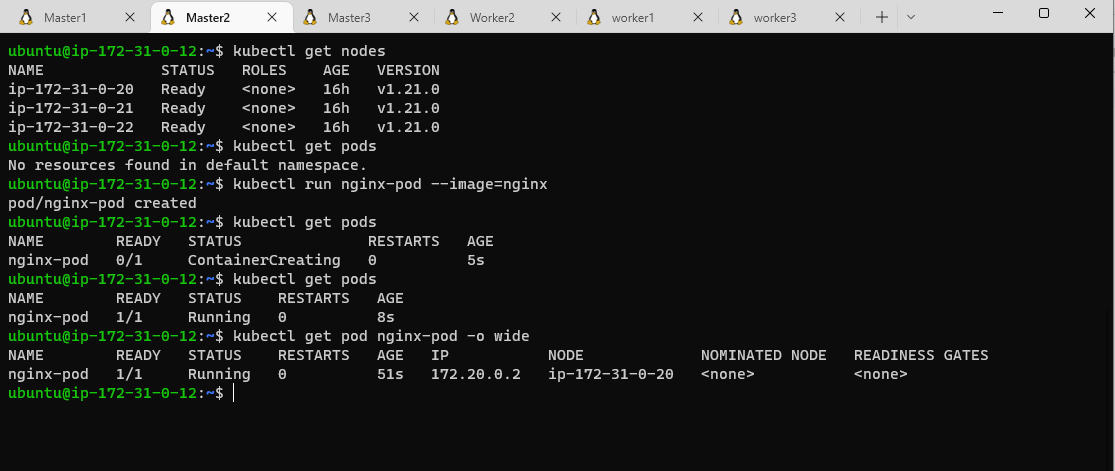 Master1 Master2 Master3 Worker2 worker1 worker3
ubuntu@ip-172-31-0-12:~$ kubectl get nodes
NAME STATUS ROLES AGE VERSION
ip-172-31-0-20 Ready <none> 16h v1.21.0
ip-172-31-0-21 Ready <none> 16h v1.21.0
ip-172-31-0-22 Ready <none> 16h v1.21.0
ubuntu@ip-172-31-0-12:~$ kubectl get pods
No resources found in default namespace.
ubuntu@ip-172-31-0-12:~$ kubectl run nginx-pod --image=nginx
pod/nginx-pod created
ubuntu@ip-172-31-0-12:~$ kubectl get pods
NAME READY STATUS RESTARTS AGE
nginx-pod 0/1 ContainerCreating 0 5s
ubuntu@ip-172-31-0-12:~$ kubectl get pods
NAME READY STATUS RESTARTS AGE
nginx-pod 1/1 Running 0 8s
ubuntu@ip-172-31-0-12:~$ kubectl get pod nginx-pod -o wide
NAME READY STATUS RESTARTS AGE IP NODE NOMINATED NODE READINESS GATES
nginx-pod 1/1 Running 0 51s 172.20.0.2 ip-172-31-0-20 <none> <none>
ubuntu@ip-172-31-0-12:~$